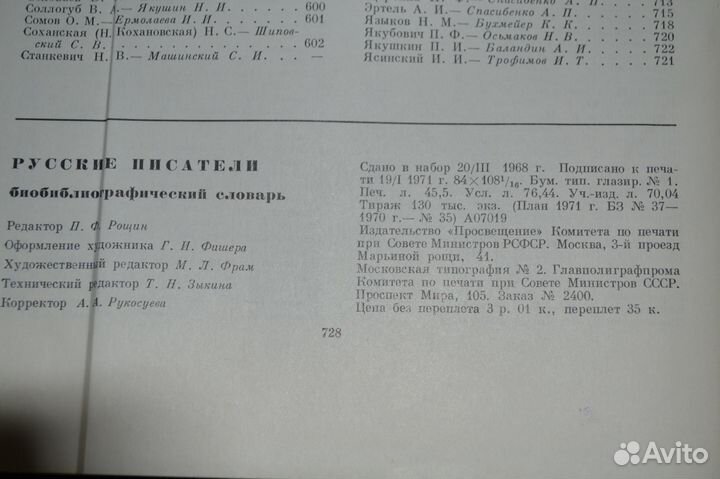 Соллогуб В. А.— Якушин Н. И. . . . 600
Сомов О. М.— Ермолаева Н. Н. . . . 601
Соханская (Н. Кохановская) Н. С.— Шипов-
ский С. В. . . . 602
Станкевич Н. В.— Машинский С. И. . . —
713
Эртель А. И.— Спасибенко А. П. . . . 715
Языков Н. М.— Бухмейер К. К. . . . 718
Якубович П. Ф.— Осьмаков Н. В. . . . 720
Якушкин П. И.— Баландин А. И. . . . 722
Ясинский И. И.— Трофимов И. Т. . . . 721
РУССКИЕ ПИСАТЕЛИ
биобиблиографический словарь
Редактор П. Ф. Рощин
Оформление художника Г. И. Фишера
Художественный редактор М. Л. Фрам
Технический редактор Т. Н. Зыкина
Корректор А. А. Рукосуева
Сдано в набор 20/III 1968 г. Подписано к печа-
ти 19/I 1971 г. 84×108¹/₁₆. Бум. тип. глазир. № 1.
Печ. л. 45,5. Усл. л. 76,44. Уч.-изд. л. 70,04
Тираж 130 тыс. экз. (План 1971 г. БЗ № 37—
1970 г.— № 35) А07019
Издательство «Просвещение» Комитета по печати
при Совете Министров РСФСР. Москва, 3-й проезд
Марьиной рощи, 41.
Московская типография № 2. Главполиграфпрома
Комитета по печати при Совете Министров СССР.
Проспект Мира, 105. Заказ № 2400.
Цена без переплета 3 р. 01 к., переплет 35 к.
728
Avito